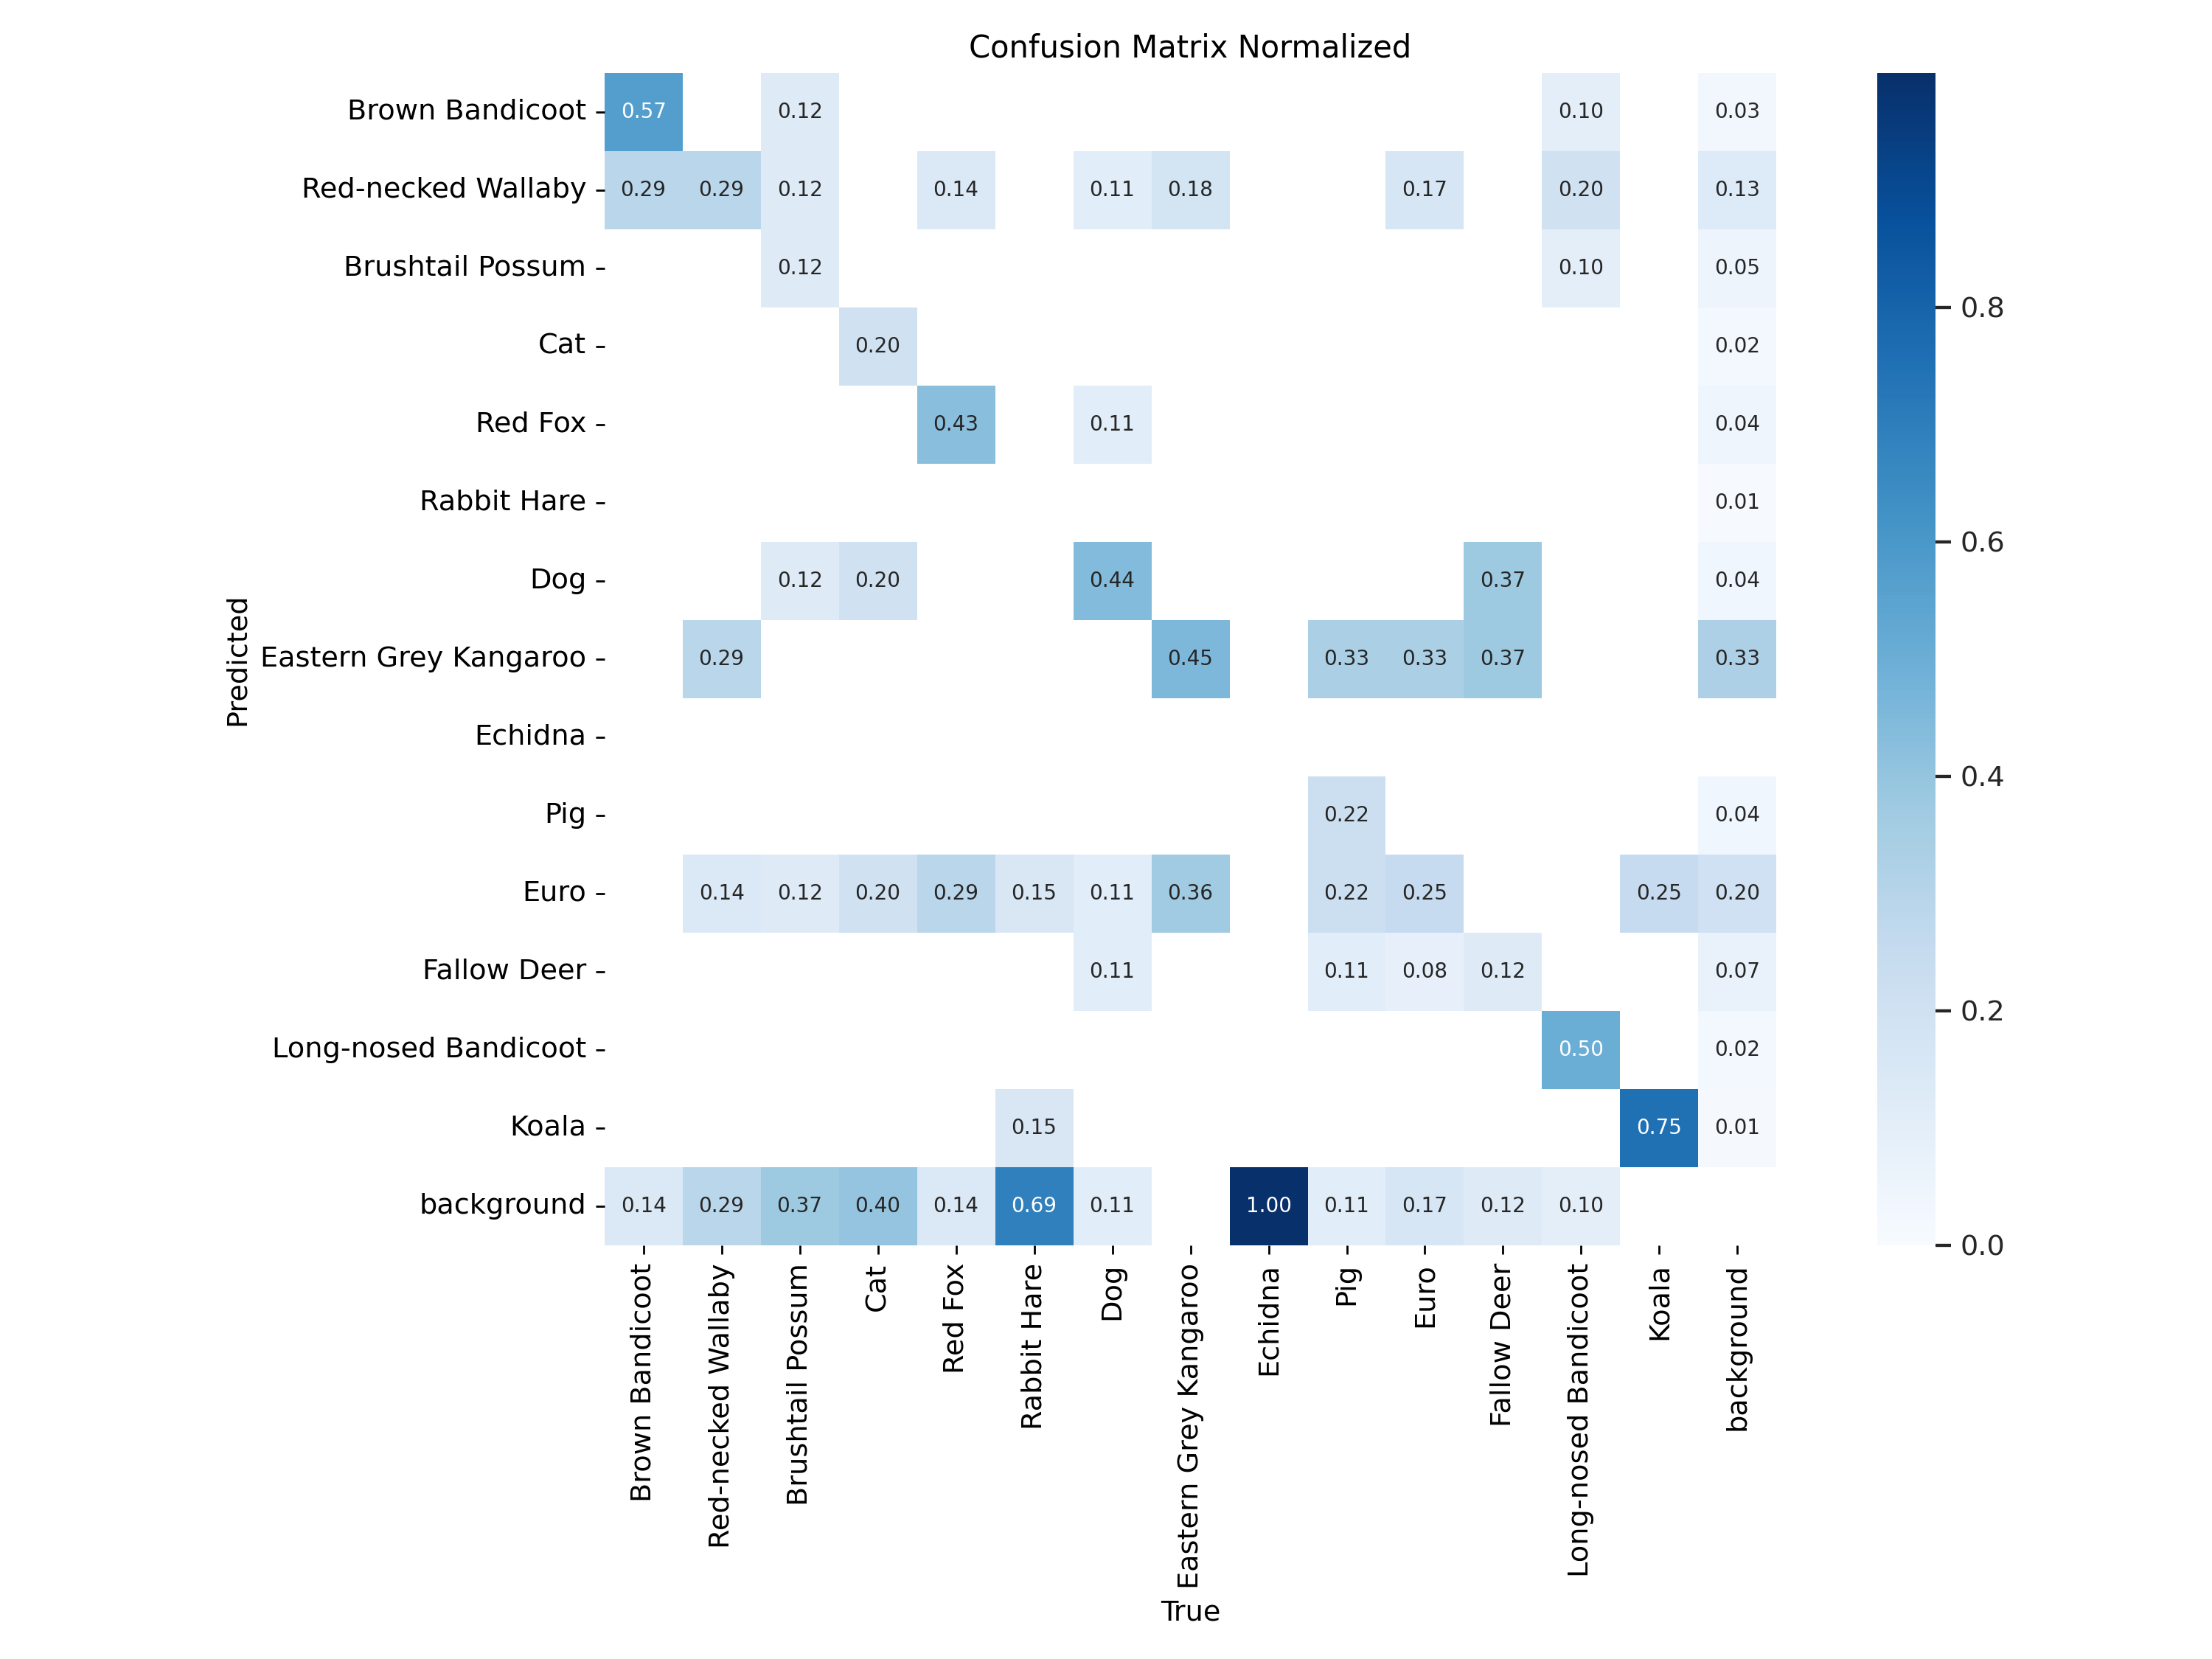 Confusion Matrix Normalized
Predicted
Brown Bandicoot 0.57 0.12 0.10 0.03
Red-necked Wallaby 0.29 0.29 0.12 0.14 0.11 0.18 0.17 0.20 0.13
Brushtail Possum 0.12 0.10 0.05
Cat 0.20 0.02
Red Fox 0.43 0.11 0.04
Rabbit Hare 0.01
Dog 0.12 0.20 0.44 0.37 0.04
Eastern Grey Kangaroo 0.29 0.45 0.33 0.33 0.37 0.33
Echidna
Pig 0.22 0.04
Euro 0.14 0.12 0.20 0.29 0.15 0.11 0.36 0.22 0.25 0.25 0.20
Fallow Deer 0.11 0.11 0.08 0.12 0.07
Long-nosed Bandicoot 0.50 0.02
Koala 0.15 0.75 0.01
background 0.14 0.29 0.37 0.40 0.14 0.69 0.11 1.00 0.11 0.17 0.12 0.10
Brown Bandicoot
Red-necked Wallaby
Brushtail Possum
Cat
Red Fox
Rabbit Hare
Dog
Eastern Grey Kangaroo
Echidna
Pig
Euro
Fallow Deer
Long-nosed Bandicoot
Koala
background
True
0.8
0.6
0.4
0.2
0.0